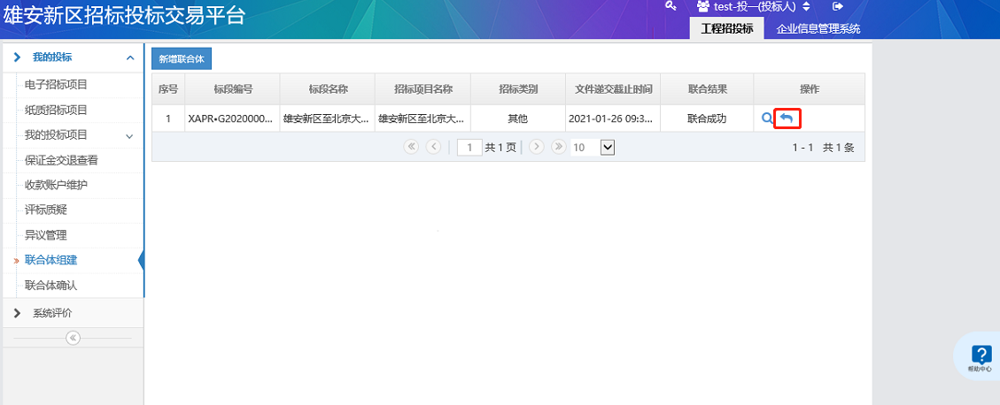 雄安新区招标投标交易平台
test-投一(投标人)
工程招投标 企业信息管理系统
我的投标
电子招标项目
纸质招标项目
我的投标项目
保证金交退查看
收款账户维护
评标质疑
异议管理
联合体组建
联合体确认
系统评价
新增联合体
序号 标段编号 标段名称 招标项目名称 招标类别 文件递交截止时间 联合结果 操作
1 XAPR•G2020000... 雄安新区至北京大... 雄安新区至北京大... 其他 2021-01-26 09:3... 联合成功
1 共 1 页 10 1 - 1 共 1 条
帮助中心